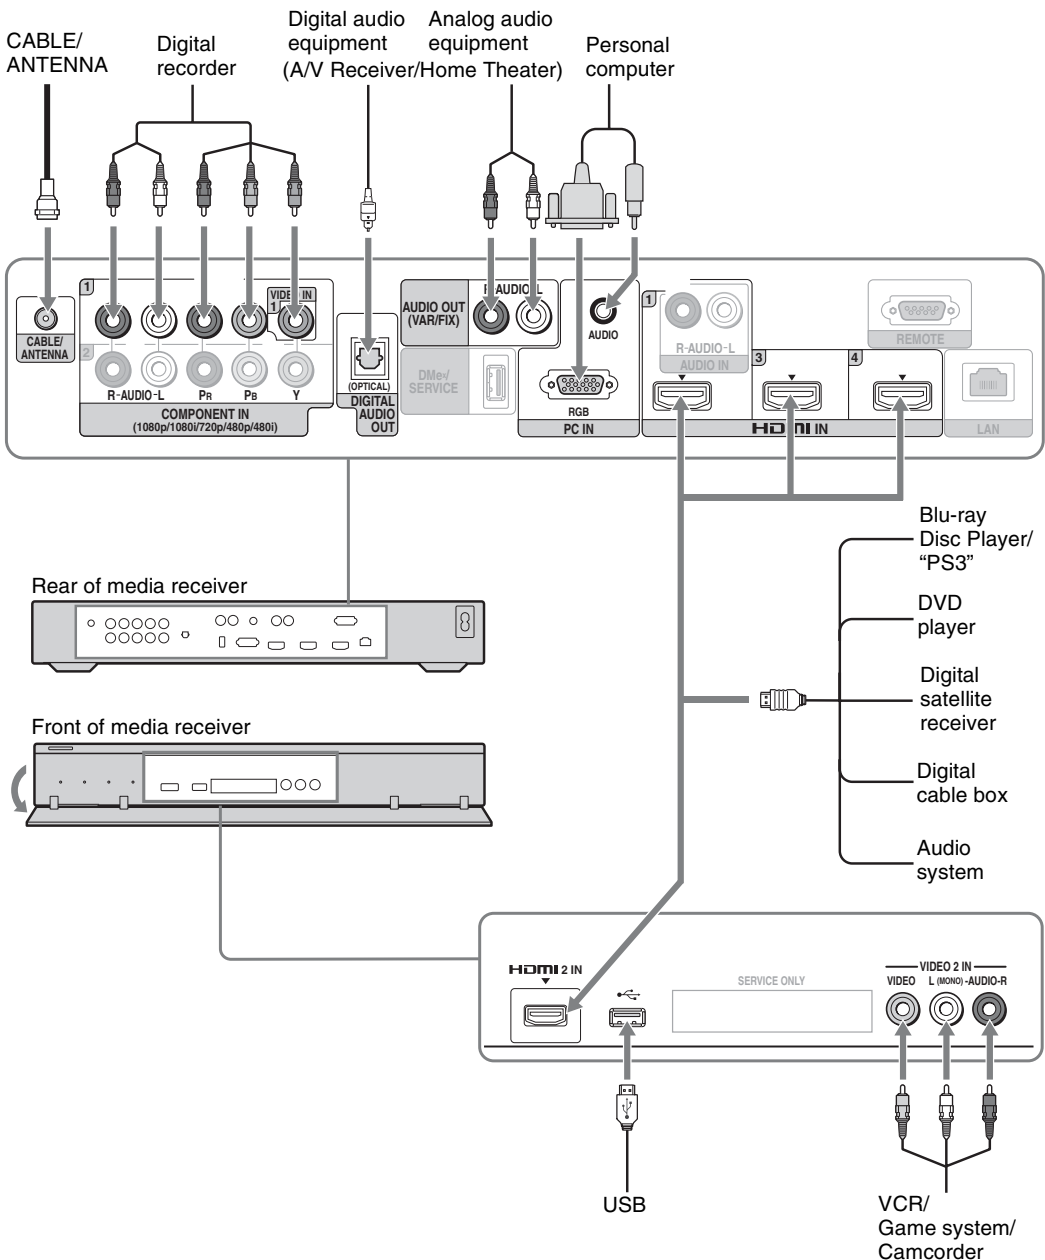 CABLE/
ANTENNA
Digital
recorder
Digital audio
equipment
Analog audio
equipment
(A/V Receiver/Home Theater)
Personal
computer
CABLE/
ANTENNA
1
2
VIDEO IN
1
R-AUDIO-L
PR
PB
Y
COMPONENT IN
(1080p/1080i/720p/480p/480i)
(OPTICAL)
DIGITAL
AUDIO
OUT
AUDIO OUT
(VAR/FIX)
R-AUDIO-L
DMex/
SERVICE
AUDIO
RGB
PC IN
1
R-AUDIO-L
AUDIO IN
3
4
HDMI IN
REMOTE
LAN
Blu-ray
Disc Player/
“PS3”
DVD
player
Digital
satellite
receiver
Digital
cable box
Audio
system
Rear of media receiver
Front of media receiver
HDMI 2 IN
SERVICE ONLY
VIDEO 2 IN
VIDEO
L (MONO) -AUDIO-R
USB
VCR/
Game system/
Camcorder